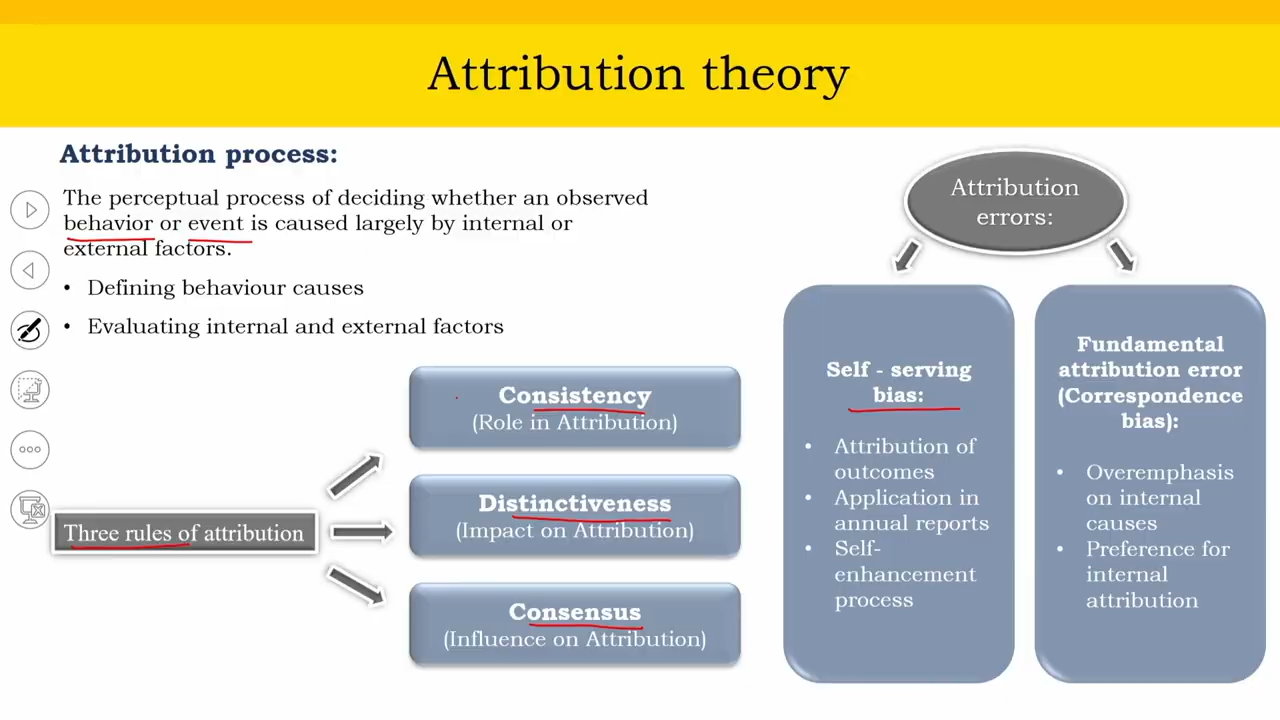 Attribution theory
Attribution process:
The perceptual process of deciding whether an observed
behavior or event is caused largely by internal or
external factors.
• Defining behaviour causes
• Evaluating internal and external factors
Three rules of attribution
Consistency
(Role in Attribution)
Distinctiveness
(Impact on Attribution)
Consensus
(Influence on Attribution)
Attribution
errors:
Self - serving
bias:
• Attribution of
outcomes
• Application in
annual reports
• Self-
enhancement
process
Fundamental
attribution error
(Correspondence
bias):
• Overemphasis
on internal
causes
• Preference for
internal
attribution